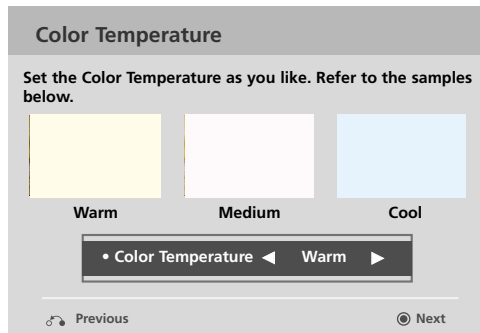 Color Temperature
Set the Color Temperature as you like. Refer to the samples
below.
Warm Medium Cool
• Color Temperature ◀ Warm ▶
Previous Next